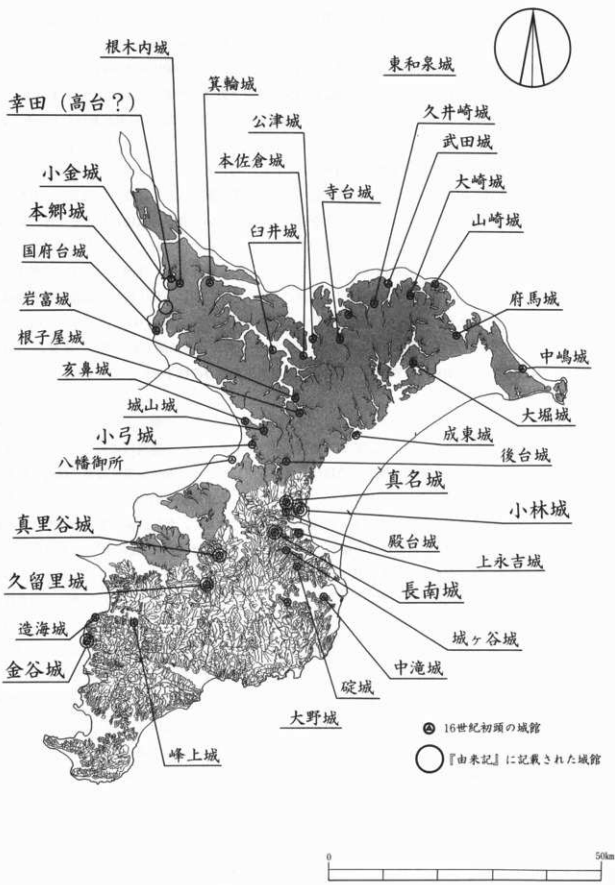 根木内城
東和泉城
箕輪城
幸田（高台？）
公津城
久井崎城
武田城
本佐倉城
小金城
寺台城
大崎城
本郷城
臼井城
山崎城
国府台城
岩富城
府馬城
根子屋城
中嶋城
亥鼻城
城山城
大堀城
小弓城
成東城
八幡御所
後台城
真名城
真里谷城
小林城
殿台城
久留里城
上永吉城
長南城
造海城
城ヶ谷城
金谷城
中滝城
碇城
大野城
峰上城
16世紀初頭の城館
『由来記』に記載された城館
0
50km